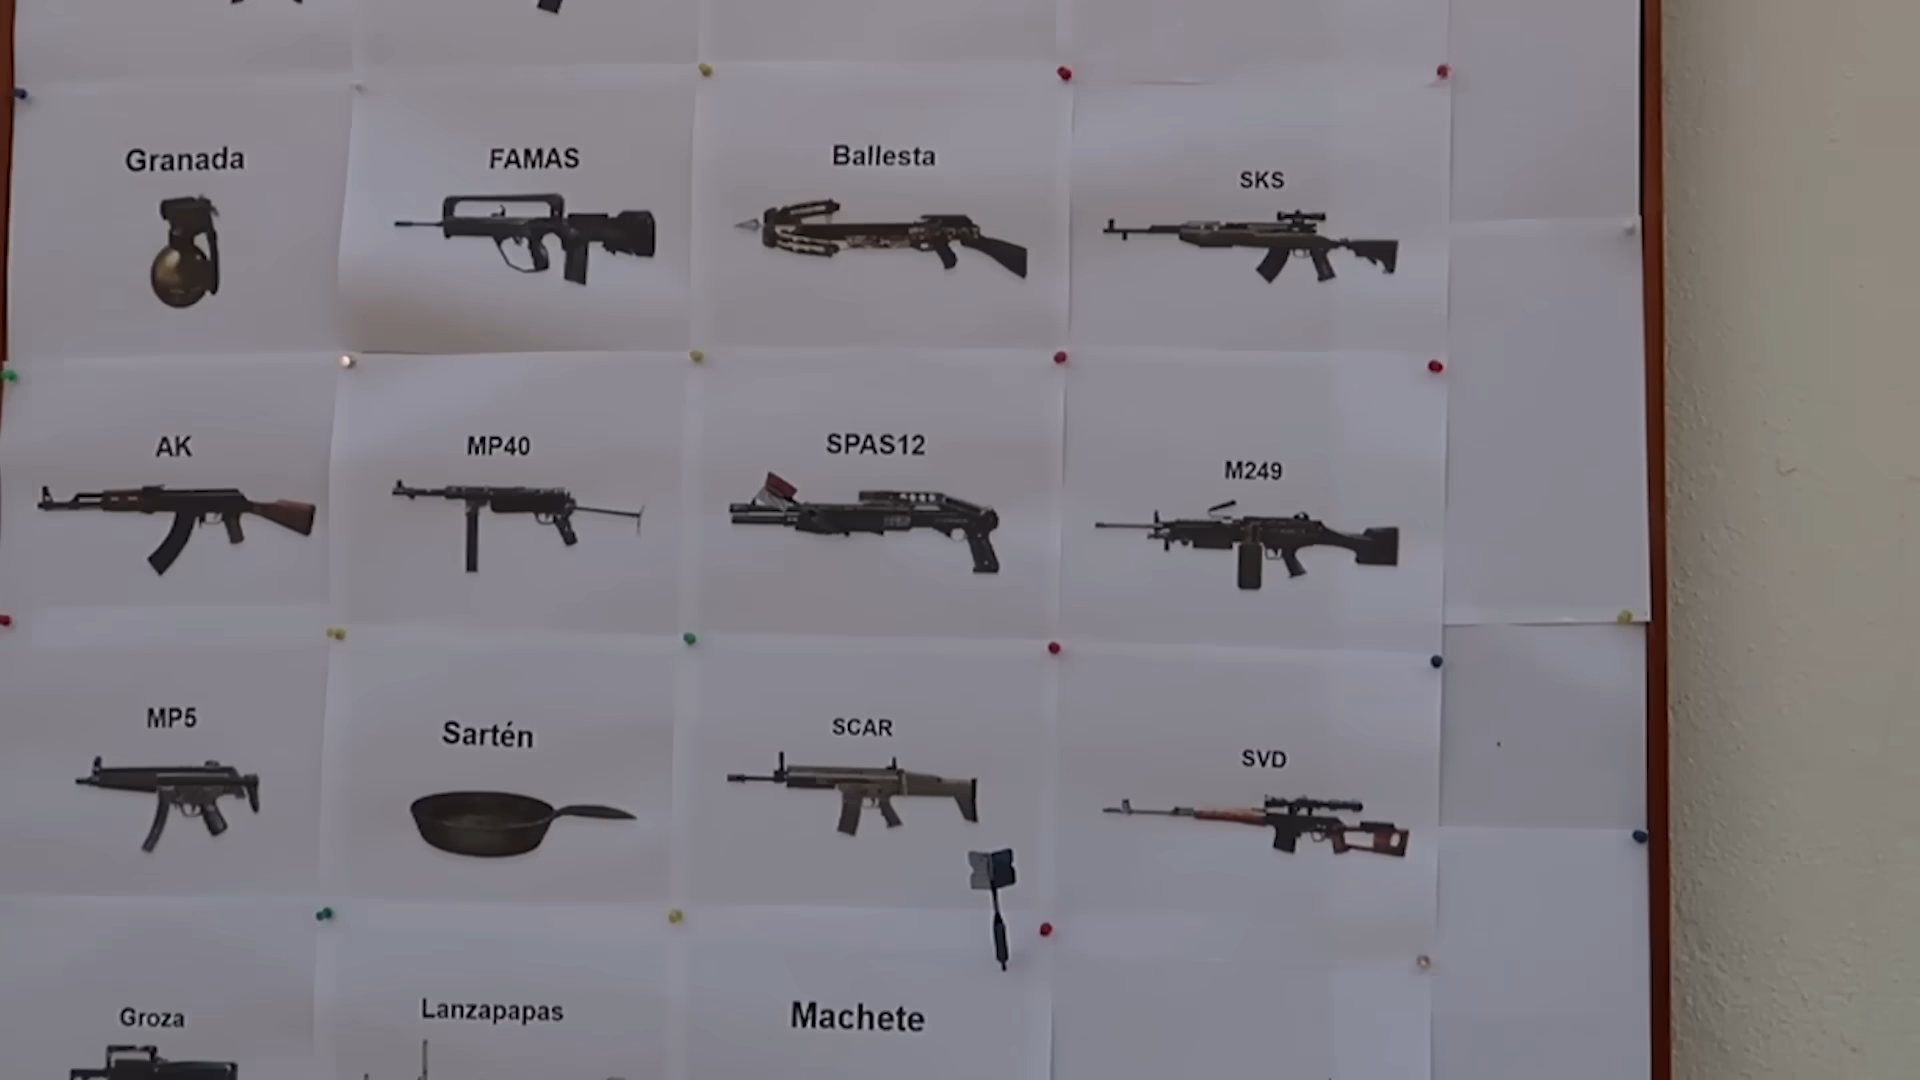 Granada
FAMAS
Ballesta
SKS
AK
MP40
SPAS12
M249
MP5
Sartén
SCAR
SVD
Groza
Lanzapapas
Machete